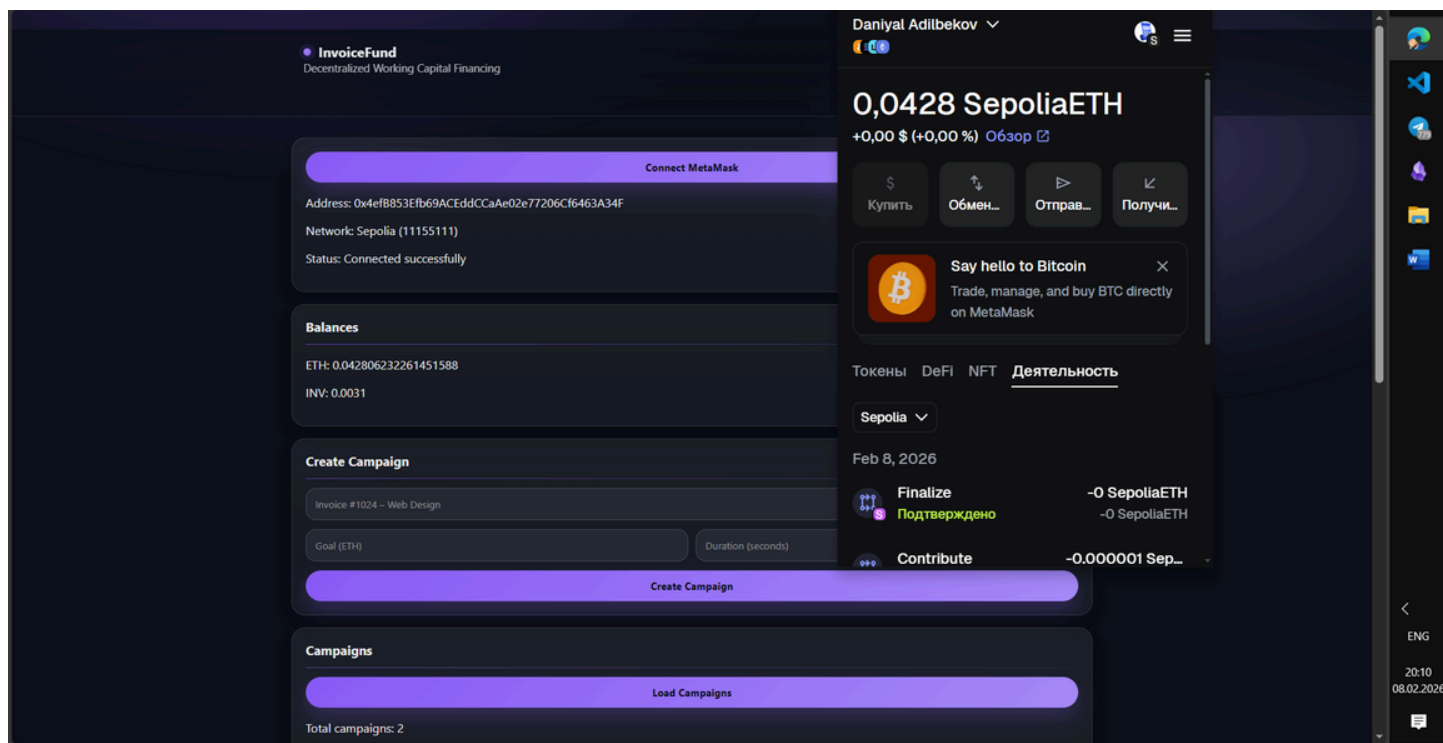 InvoiceFund
Decentralized Working Capital Financing
Connect MetaMask
Address: 0x4efB853Efb69ACEddCCaAe02e77206Cf6463A34F
Network: Sepolia (11155111)
Status: Connected successfully
Balances
ETH: 0.042806232261451588
INV: 0.0031
Create Campaign
Invoice #1024 – Web Design
Goal (ETH)
Duration (seconds)
Create Campaign
Campaigns
Load Campaigns
Total campaigns: 2
Daniyal Adilbekov
S
0,0428 SepoliaETH
+0,00 $ (+0,00 %) Обзор
$
Купить
Обмен...
Отправ...
Получи...
Say hello to Bitcoin
Trade, manage, and buy BTC directly
on MetaMask
Токены DeFi NFT Деятельность
Sepolia
Feb 8, 2026
Finalize -0 SepoliaETH
S
Подтверждено -0 SepoliaETH
Contribute -0.000001 Sep...
W
ENG
20:10
08.02.2026